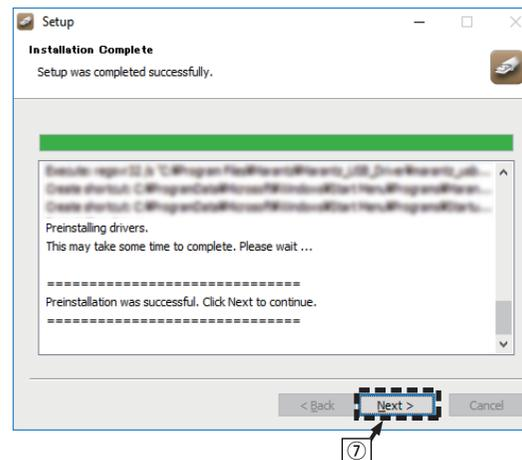 Setup
Installation Complete
Setup was completed successfully.
Preinstalling drivers.
This may take some time to complete. Please wait ...
==============================
Preinstallation was successful. Click Next to continue.
==============================
< Back
Next >
Cancel
⑦